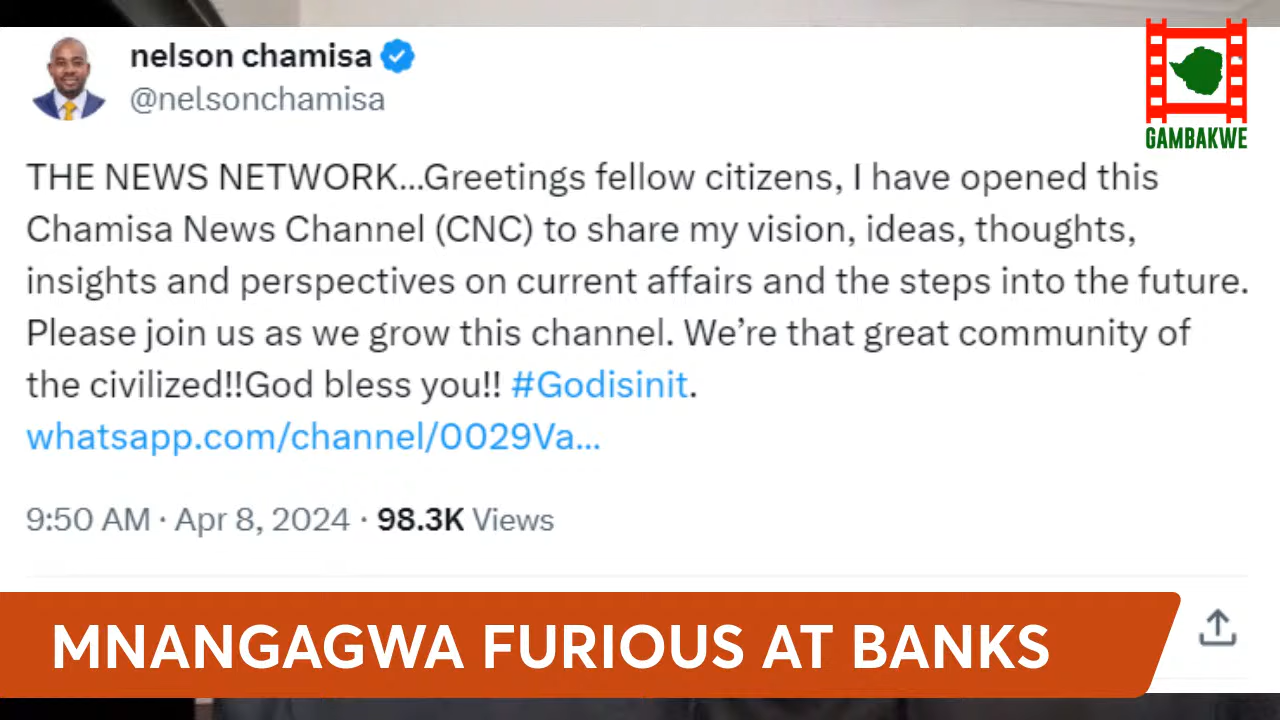 nelson chamisa
@nelsonchamisa
GAMBAKWE
THE NEWS NETWORK...Greetings fellow citizens, I have opened this
Chamisa News Channel (CNC) to share my vision, ideas, thoughts,
insights and perspectives on current affairs and the steps into the future.
Please join us as we grow this channel. We’re that great community of
the civilized!!God bless you!! #Godisinit.
whatsapp.com/channel/0029Va...
9:50 AM · Apr 8, 2024 · 98.3K Views
MNANGAGWA FURIOUS AT BANKS